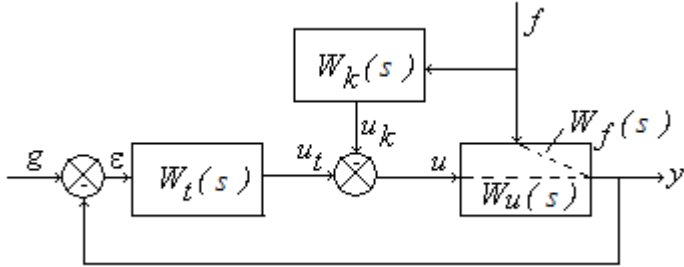 f
W_k(s)
u_k
W_f(s)
g
ε
W_t(s)
u_t
u
W_u(s)
y